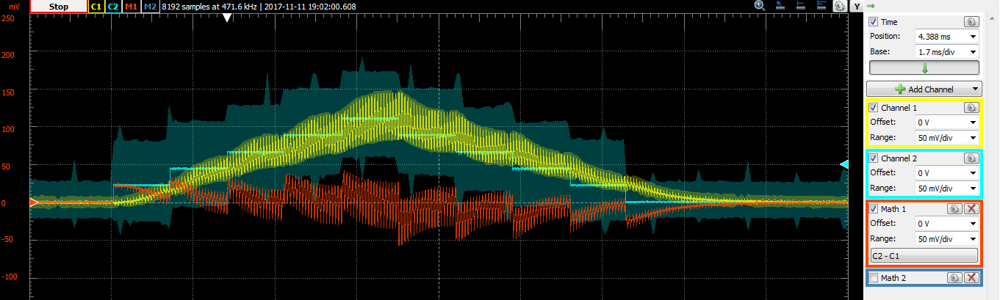 mV Stop C1 C2 M1 M2 8192 samples at 471.6 kHz | 2017-11-11 19:02:00.608 Y
250
200
150
100
50
0
-50
-100
Time
Position: 4.388 ms
Base: 1.7 ms/div
Add Channel
Channel 1
Offset: 0 V
Range: 50 mV/div
Channel 2
Offset: 0 V
Range: 50 mV/div
Math 1
Offset: 0 V
Range: 50 mV/div
C2 - C1
Math 2